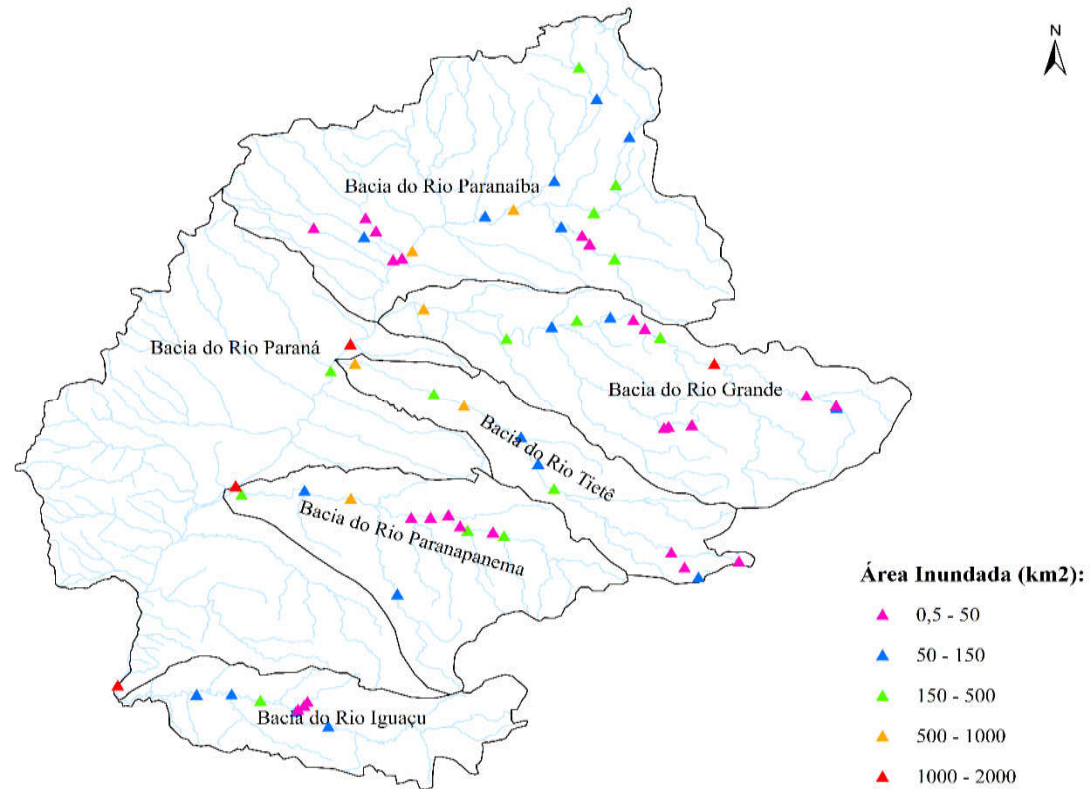 N
Bacia do Rio Paranaíba
Bacia do Rio Paraná
Bacia do Rio Grande
Bacia do Rio Tietê
Bacia do Rio Paranapanema
Bacia do Rio Iguaçu
Área Inundada (km2):
0,5 - 50
50 - 150
150 - 500
500 - 1000
1000 - 2000